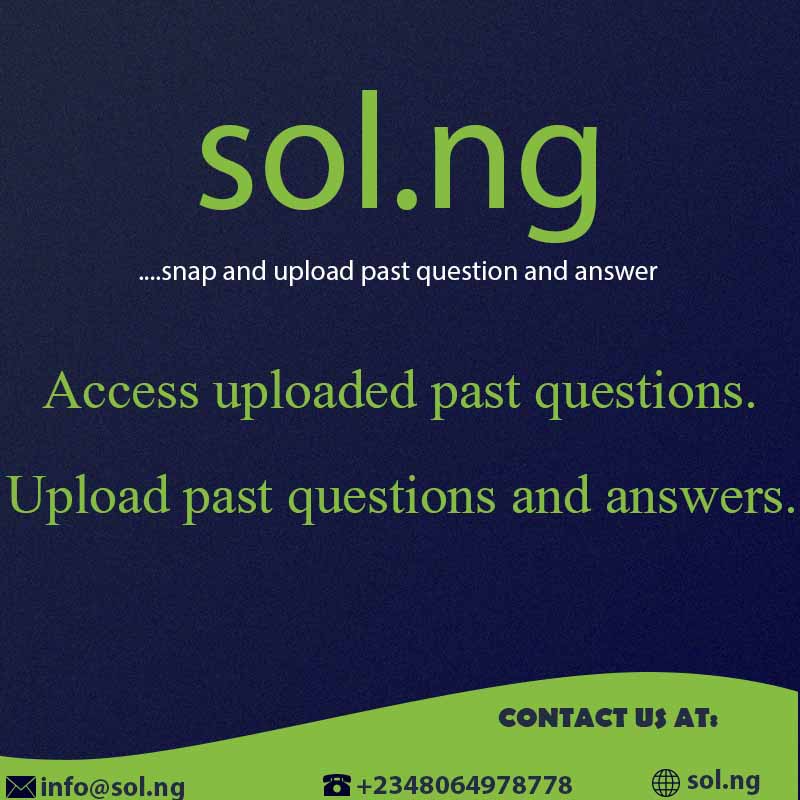 sol.ng
....snap and upload past question and answer
Access uploaded past questions.
Upload past questions and answers.
CONTACT US AT:
info@sol.ng
+2348064978778
sol.ng